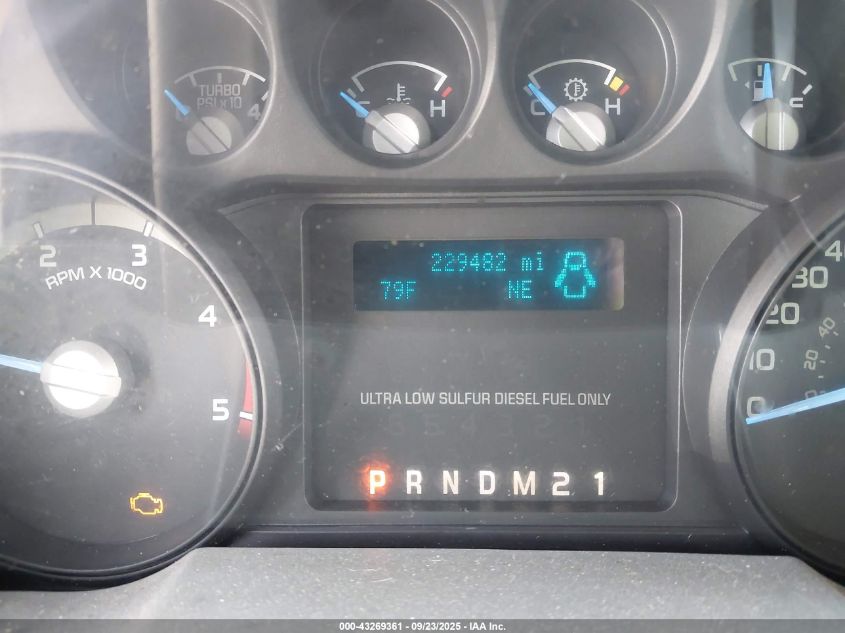 TURBO
PSI x 10
4
C H
C H
2 3 4 5
RPM X 1000
229482 mi
79F NE
ULTRA LOW SULFUR DIESEL FUEL ONLY
P R N D M 2 1
0 10 20 30 40
20 40
000-43269361 - 09/23/2025 - IAA Inc.